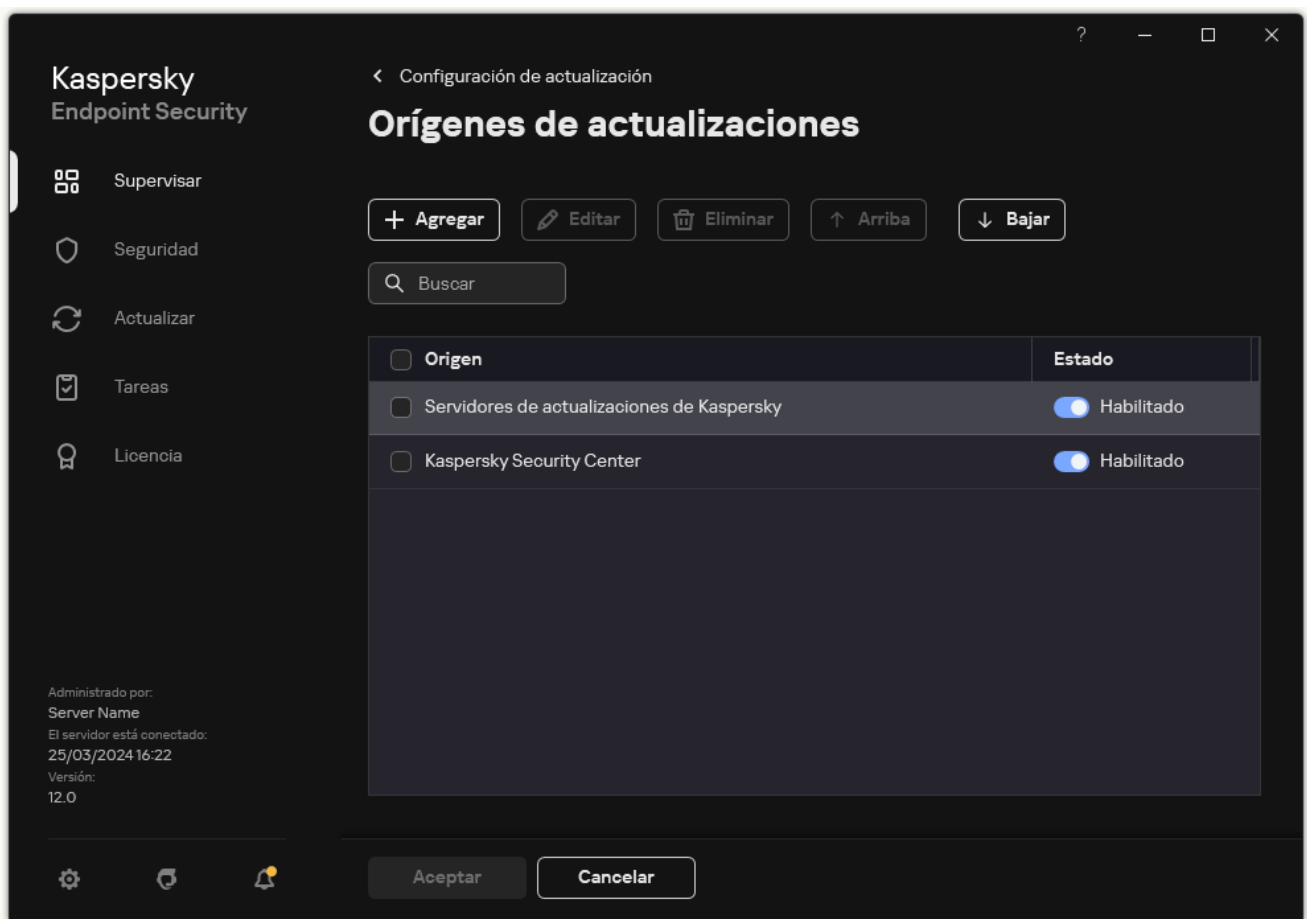 ?
Kaspersky
Endpoint Security
Configuración de actualización
Orígenes de actualizaciones
Supervisar
Seguridad
Actualizar
Tareas
Licencia
Agregar
Editar
Eliminar
Arriba
Bajar
Buscar
Origen
Estado
Servidores de actualizaciones de Kaspersky
Habilitado
Kaspersky Security Center
Habilitado
Administrado por:
Server Name
El servidor está conectado:
25/03/2024 16:22
Versión:
12.0
Aceptar
Cancelar